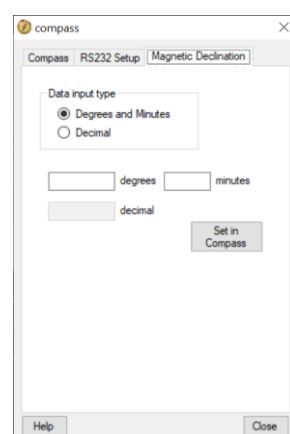 compass
Compass RS232 Setup Magnetic Declination
Data input type
Degrees and Minutes
Decimal
degrees minutes
decimal
Set in
Compass
Help Close